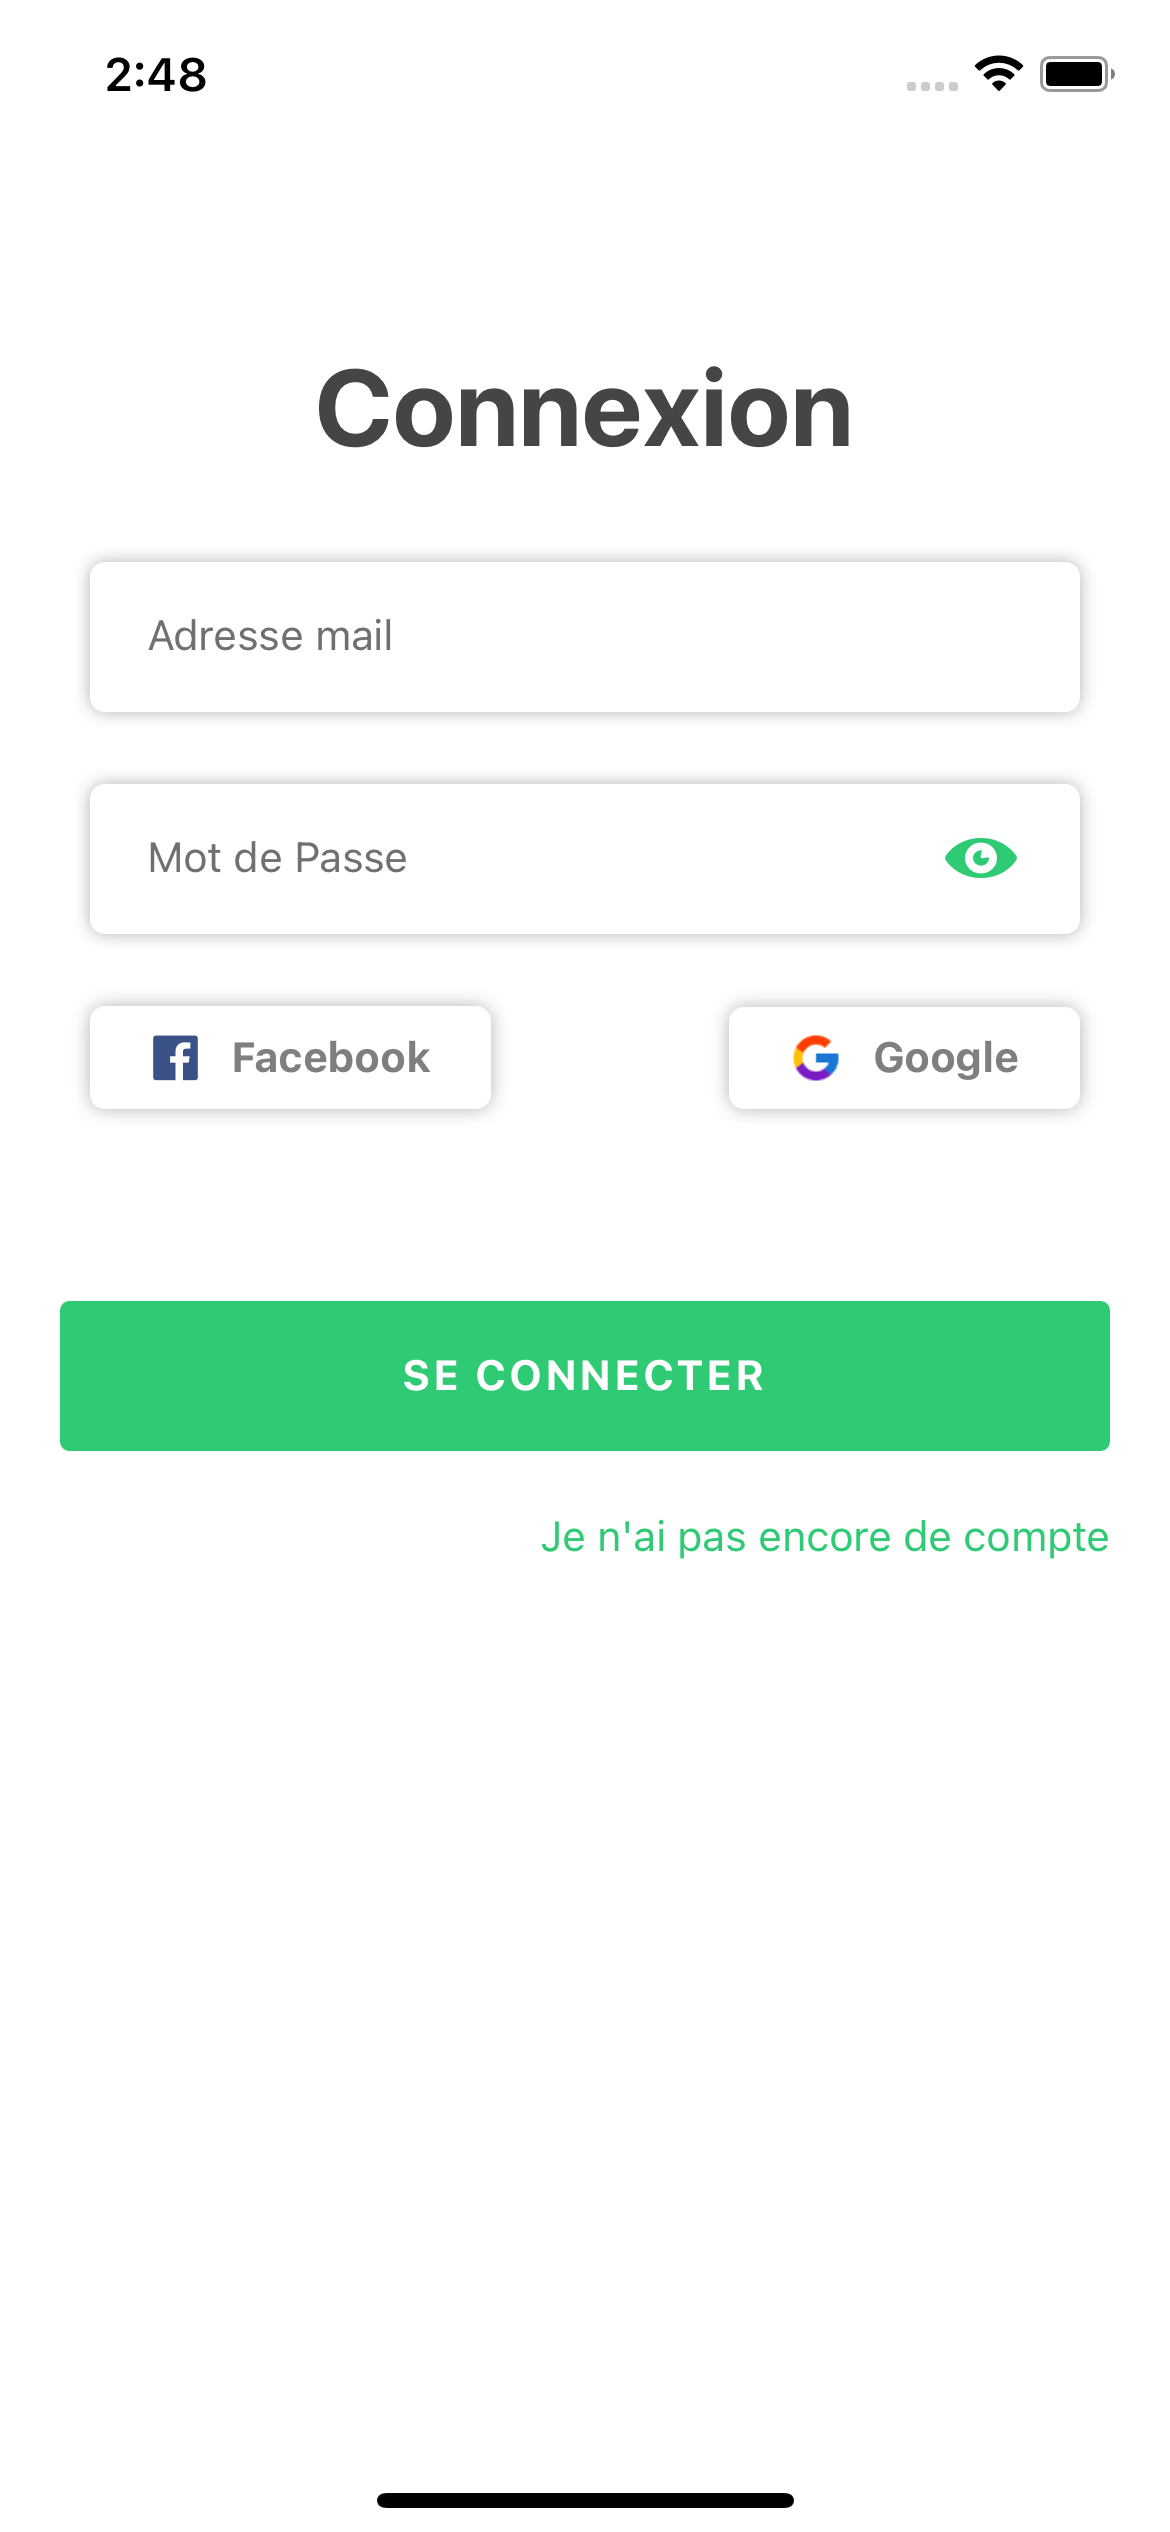 2:48
Connexion
Adresse mail
Mot de Passe
Facebook
Google
SE CONNECTER
Je n'ai pas encore de compte